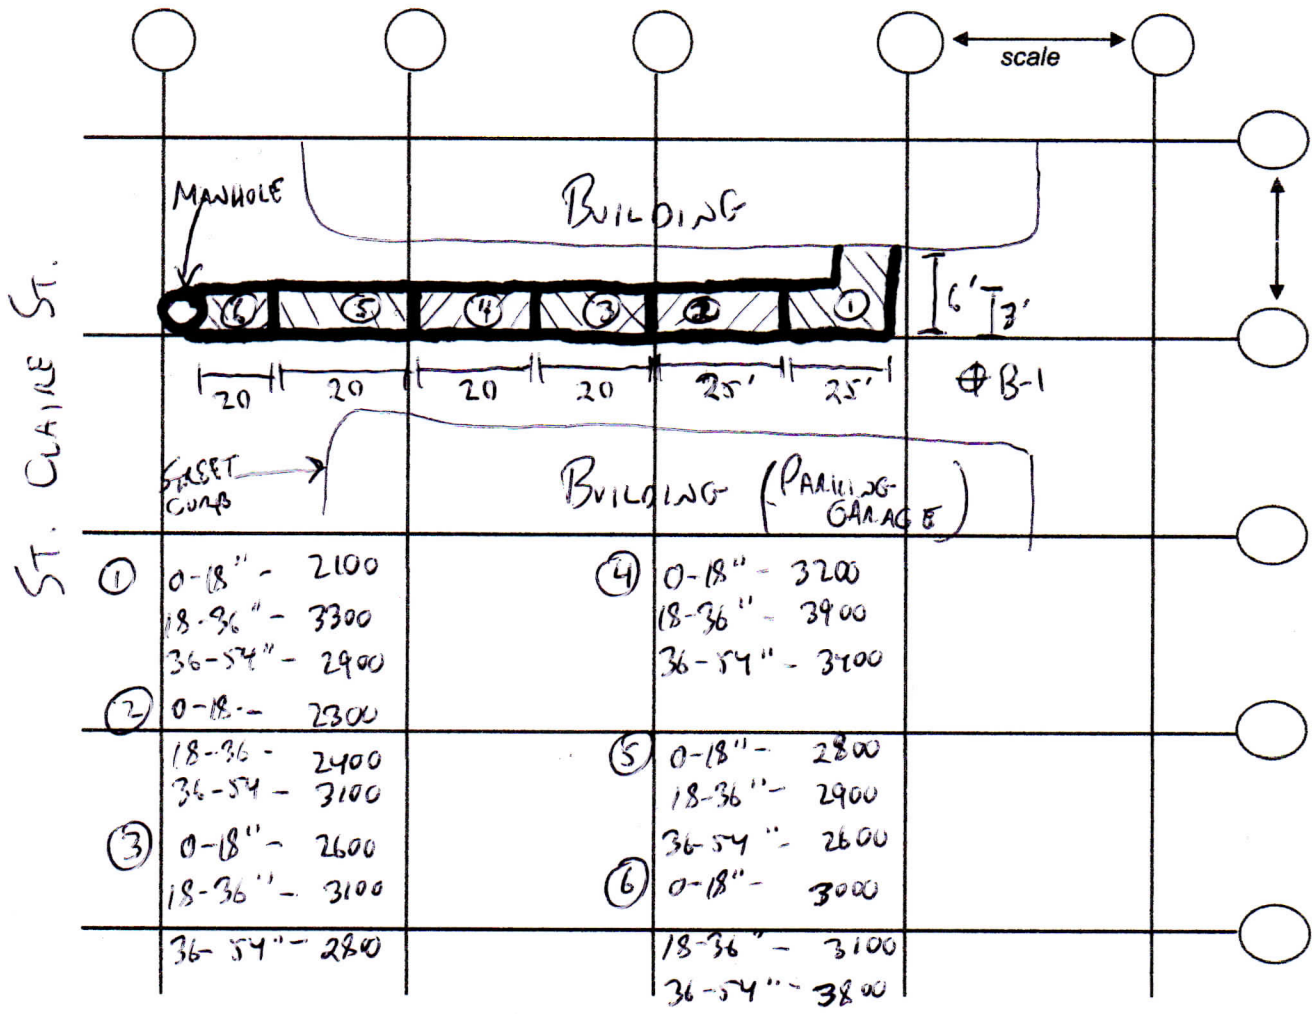 scale
MANHOLE
BUILDING
6 5 4 3 2 1
6' 3'
20 20 20 20 25' 25'
B-1
ST. CLAIRE ST.
STREET
CURB
BUILDING (PARKING
GARAGE)
1 0-18" - 2100
18-36" - 3300
36-54" - 2900
2 0-18-- 2300
18-36 - 2400
36-54 - 3100
3 0-18" - 2600
18-36" - 3100
36-54" - 2800
4 0-18" - 3200
18-36" - 3900
36-54" - 3400
5 0-18" - 2800
18-36" - 2900
36-54" - 2600
6 0-18" - 3000
18-36" - 3100
36-54" - 3800